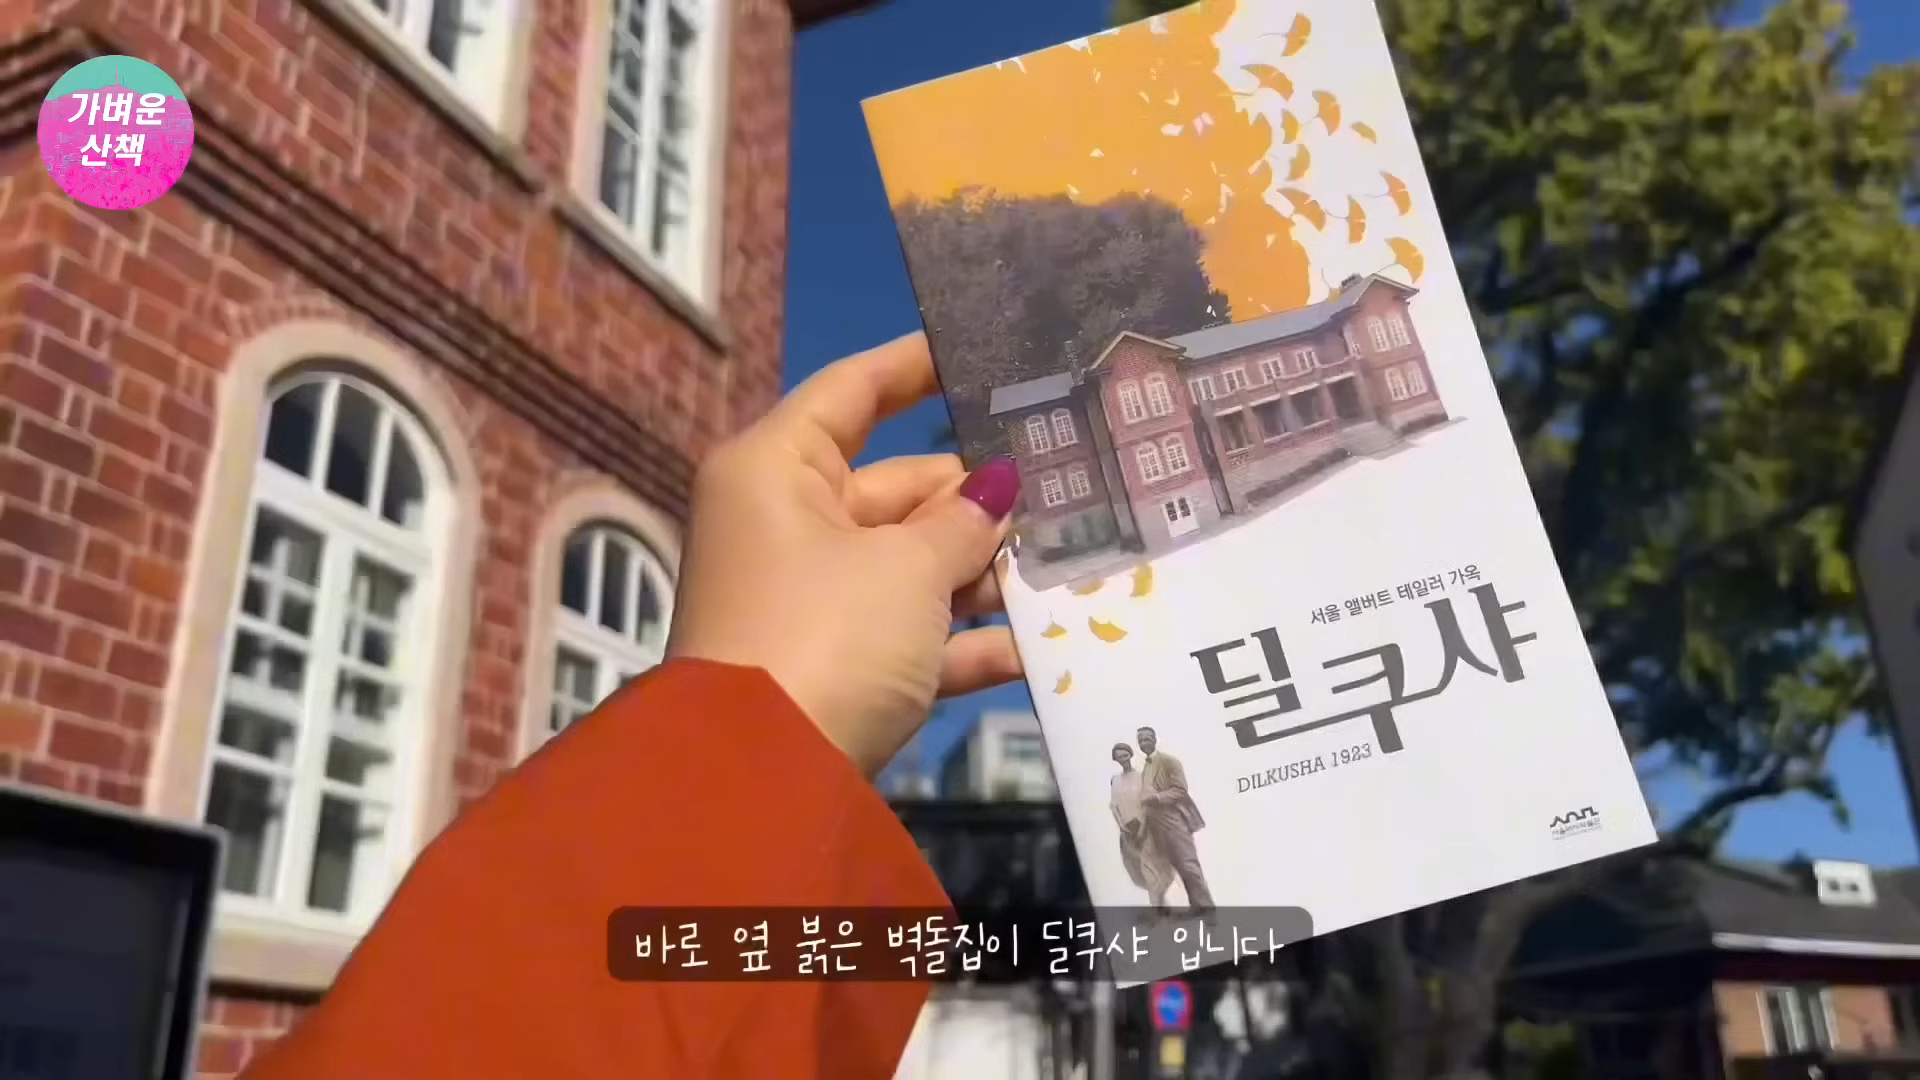 가벼운
산책
서울 앨버트 테일러 가옥
딜쿠샤
DILKUSHA 1923
바로 옆 붉은 벽돌집이 딜쿠샤 입니다